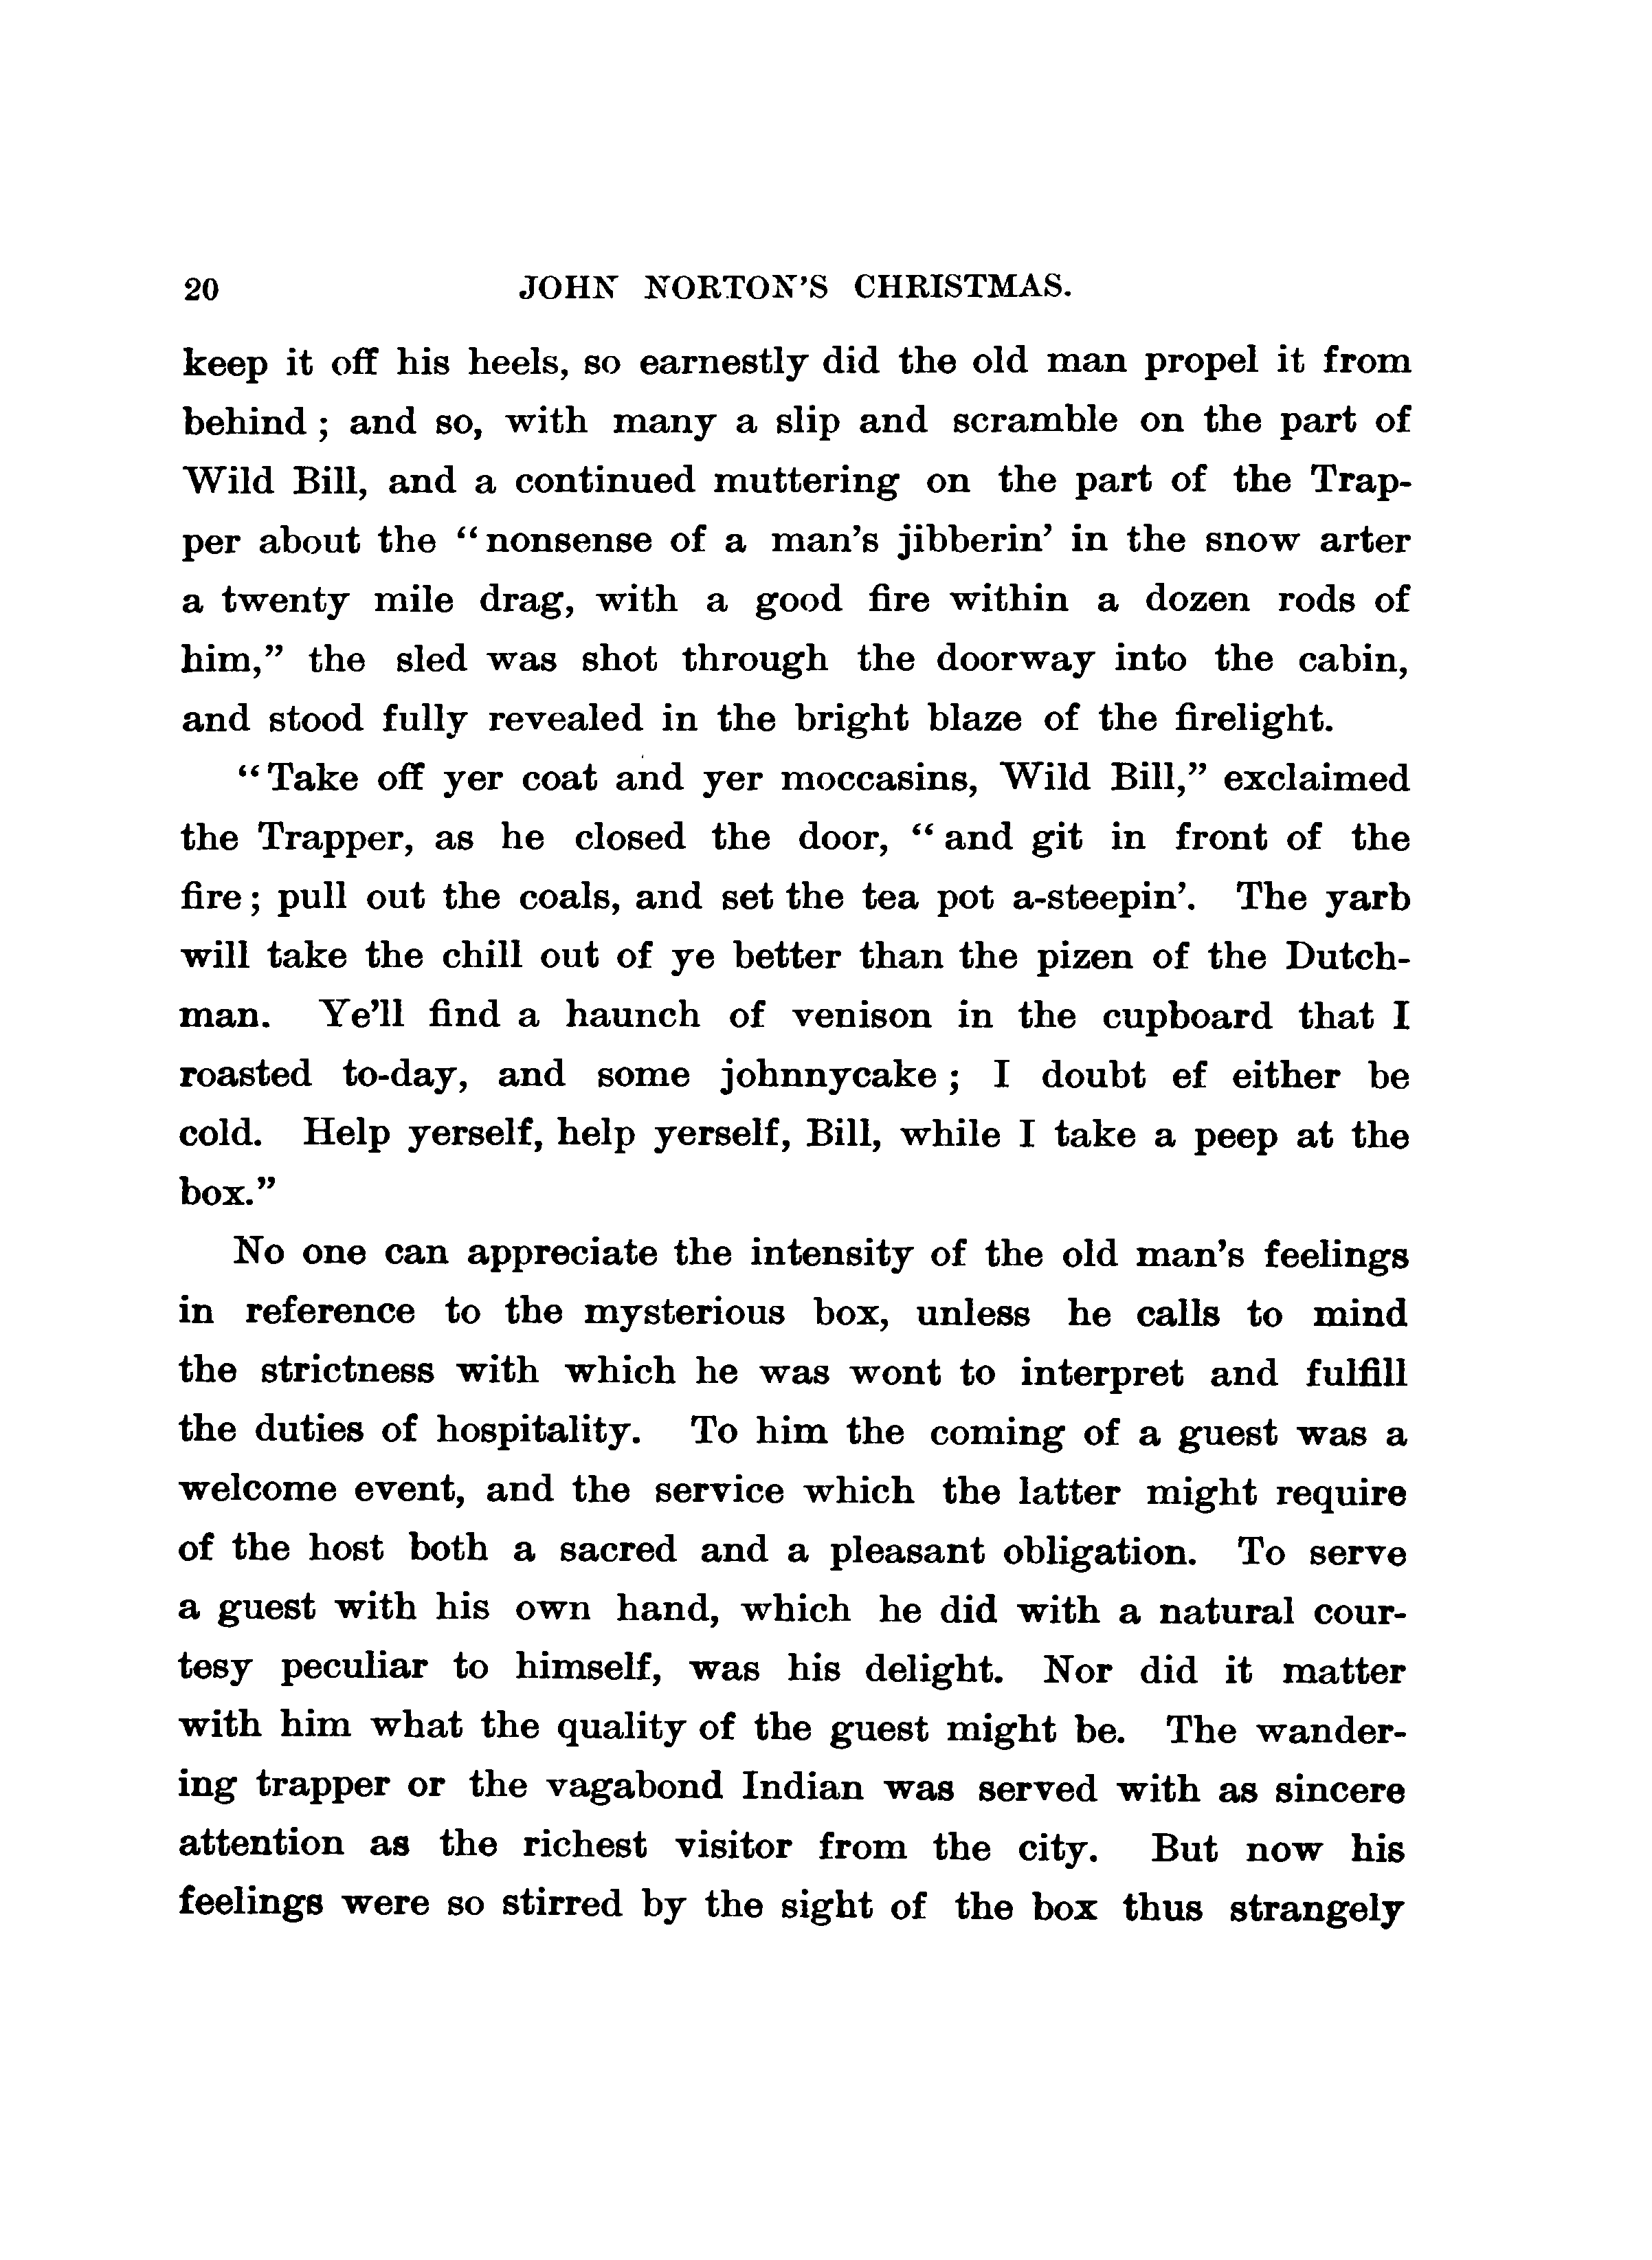 20 JOHN NORTON'S CHRISTMAS.
keep it off his heels, so earnestly did the old man propel it from
behind ; and so, with many a slip and scramble on the part of
Wild Bill, and a continued muttering on the part of the Trap-
per about the “nonsense of a man’s jibberin’ in the snow arter
a twenty mile drag, with a good fire within a dozen rods of
him,” the sled was shot through the doorway into the cabin,
and stood fully revealed in the bright blaze of the firelight.
“Take off yer coat and yer moccasins, Wild Bill,” exclaimed
the Trapper, as he closed the door, “and git in front of the
fire ; pull out the coals, and set the tea pot a-steepin’. The yarb
will take the chill out of ye better than the pizen of the Dutch-
man. Ye’ll find a haunch of venison in the cupboard that I
roasted to-day, and some johnnycake ; I doubt ef either be
cold. Help yerself, help yerself, Bill, while I take a peep at the
box.”
No one can appreciate the intensity of the old man’s feelings
in reference to the mysterious box, unless he calls to mind
the strictness with which he was wont to interpret and fulfill
the duties of hospitality. To him the coming of a guest was a
welcome event, and the service which the latter might require
of the host both a sacred and a pleasant obligation. To serve
a guest with his own hand, which he did with a natural cour-
tesy peculiar to himself, was his delight. Nor did it matter
with him what the quality of the guest might be. The wander-
ing trapper or the vagabond Indian was served with as sincere
attention as the richest visitor from the city. But now his
feelings were so stirred by the sight of the box thus strangely